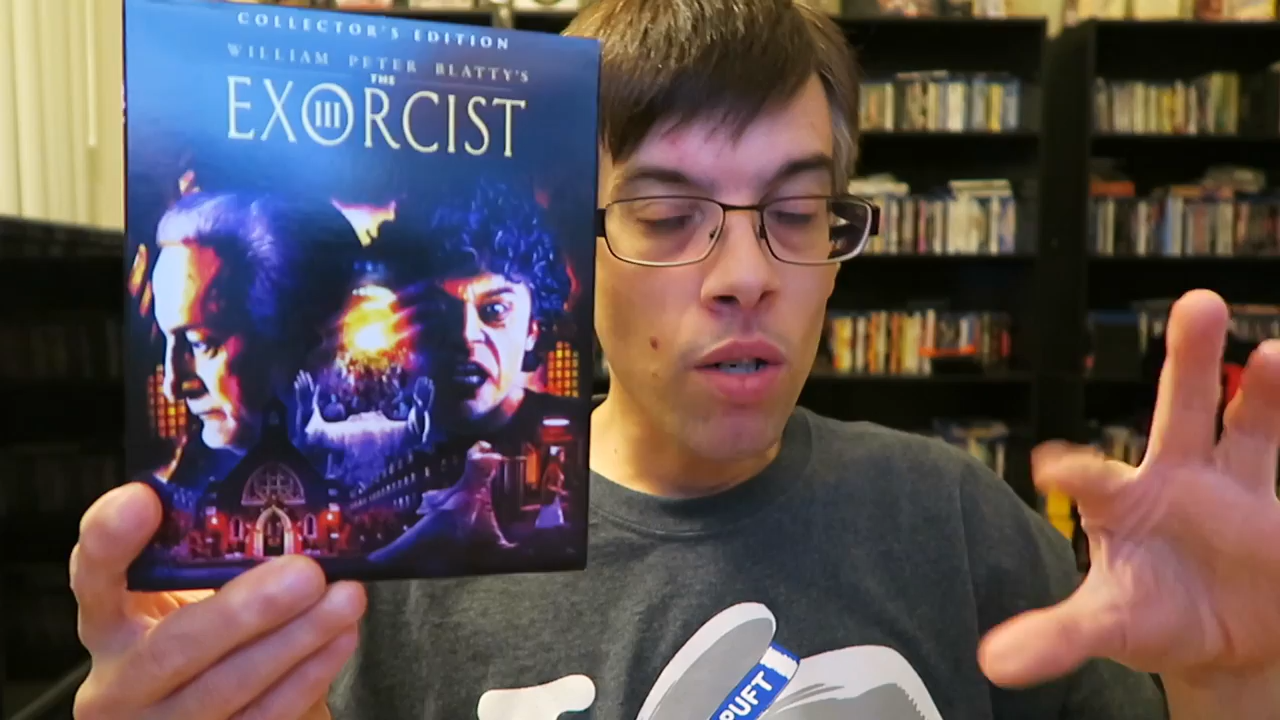 COLLECTOR'S EDITION
WILLIAM PETER BLATTY'S
THE
EXORCIST
III
PUFT